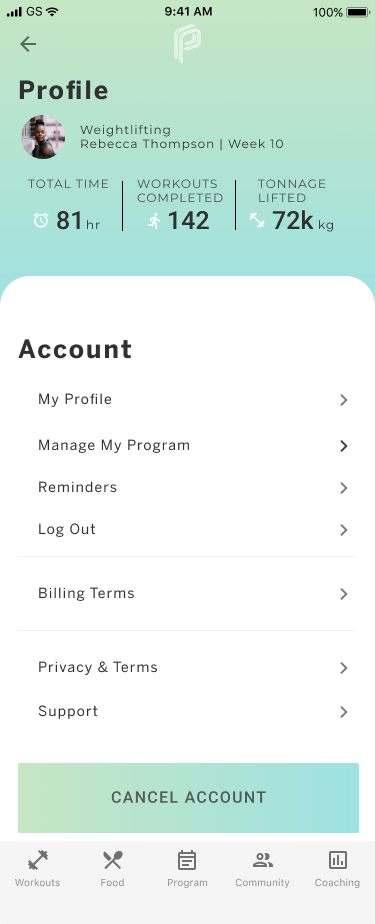 GS 9:41 AM 100%
Profile
Weightlifting
Rebecca Thompson | Week 10
TOTAL TIME
81 hr
WORKOUTS
COMPLETED
142
TONNAGE
LIFTED
72k kg
Account
My Profile
Manage My Program
Reminders
Log Out
Billing Terms
Privacy & Terms
Support
CANCEL ACCOUNT
Workouts Food Program Community Coaching